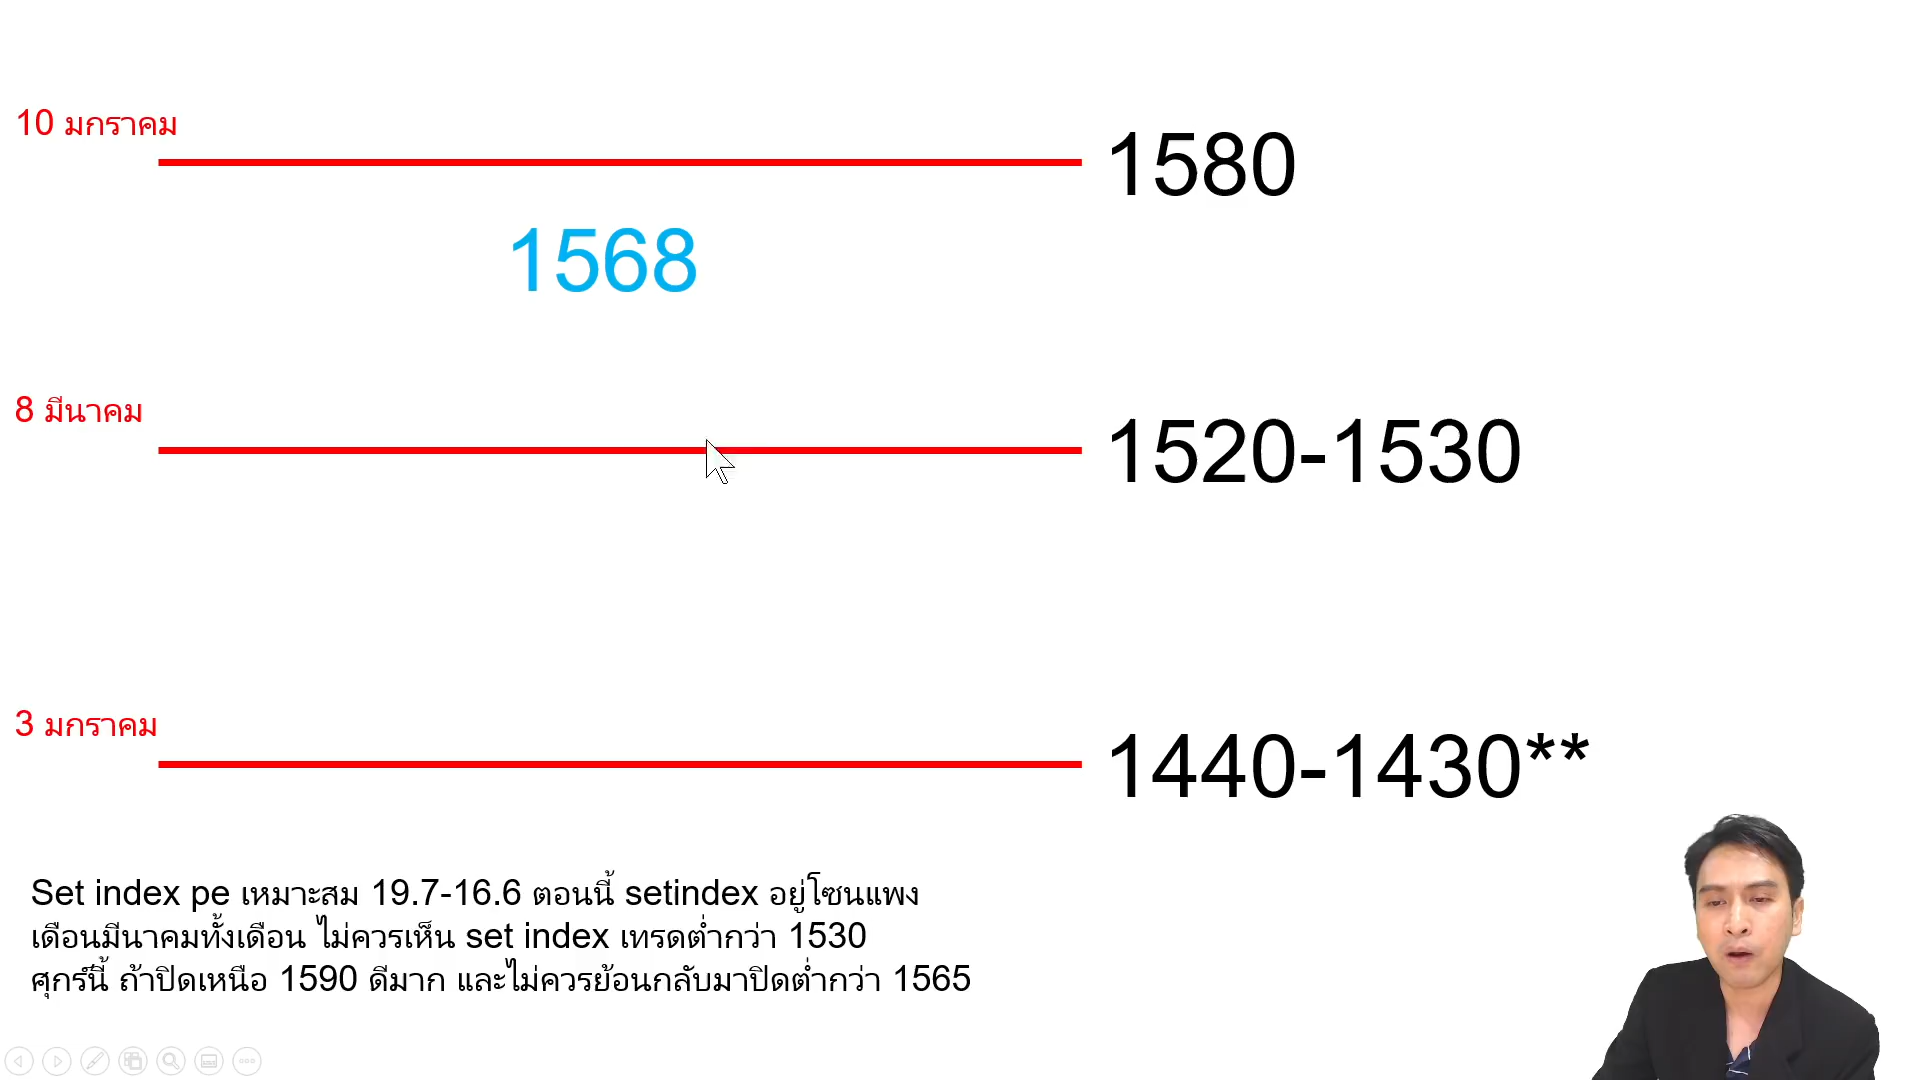 10 มกราคม
1580
1568
8 มีนาคม
1520-1530
3 มกราคม
1440-1430**
Set index pe เหมาะสม 19.7-16.6 ตอนนี้ setindex อยู่โซนแพง
เดือนมีนาคมทั้งเดือน ไม่ควรเห็น set index เทรดต่ำกว่า 1530
ศุกร์นี้ ถ้าปิดเหนือ 1590 ดีมาก และไม่ควรย้อนกลับมาปิดต่ำกว่า 1565